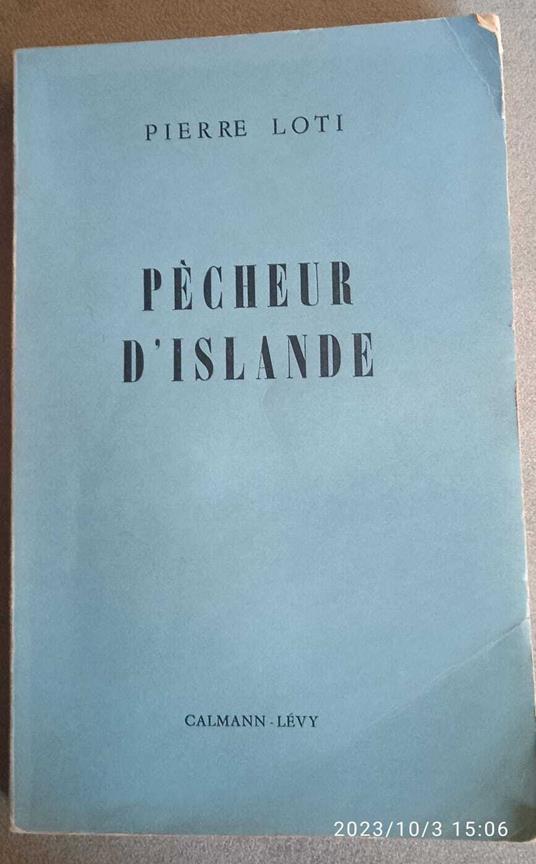 PIERRE LOTI
PÈCHEUR
D'ISLANDE
CALMANN-LÉVY
2023/10/3 15:06